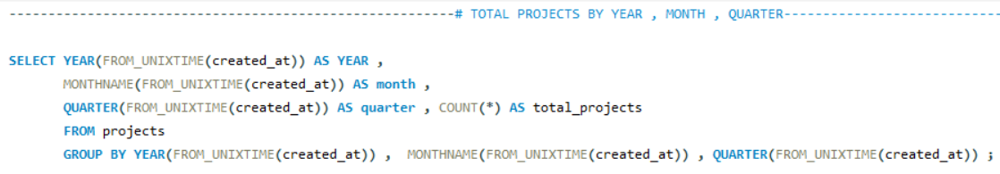 ---------------------------------------------------------# TOTAL PROJECTS BY YEAR , MONTH , QUARTER----------------------------
SELECT YEAR(FROM_UNIXTIME(created_at)) AS YEAR ,
MONTHNAME(FROM_UNIXTIME(created_at)) AS month ,
QUARTER(FROM_UNIXTIME(created_at)) AS quarter , COUNT(*) AS total_projects
FROM projects
GROUP BY YEAR(FROM_UNIXTIME(created_at)) , MONTHNAME(FROM_UNIXTIME(created_at)) , QUARTER(FROM_UNIXTIME(created_at)) ;